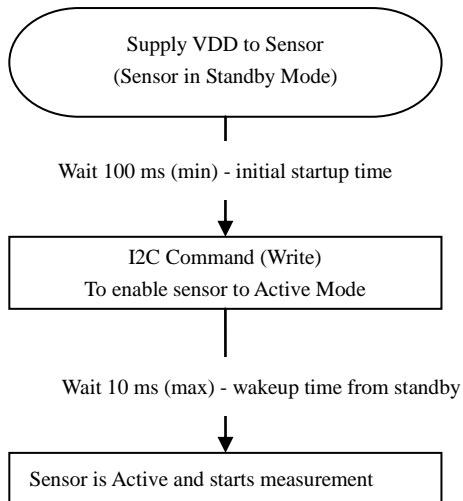 Supply VDD to Sensor
(Sensor in Standby Mode)
Wait 100 ms (min) - initial startup time
I2C Command (Write)
To enable sensor to Active Mode
Wait 10 ms (max) - wakeup time from standby
Sensor is Active and starts measurement